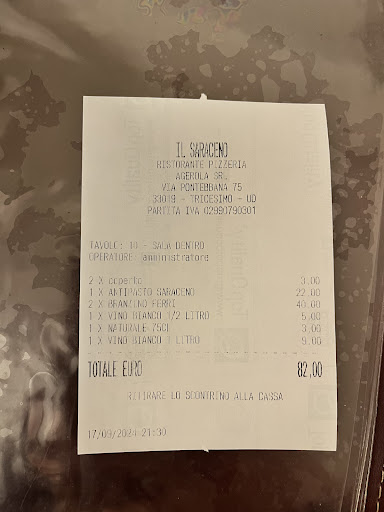 IL SARACENO
RISTORANTE PIZZERIA
AGEROLA SRL
VIA PONTEBBANA 75
33019 - TRICESIMO - UD
PARTITA IVA 02990790301
TAVOLO: 10 - SALA DENTRO
OPERATORE: amministratore
2 X coperto 3,00
1 X ANTIPASTO SARACENO 22,00
2 X BRANZINO FERRI 40,00
1 X VINO BIANCO 1/2 LITRO 5,00
1 X NATURALE 75CL 3,00
1 X VINO BIANCO 1 LITRO 9,00
TOTALE EURO 82,00
RITIRARE LO SCONTRINO ALLA CASSA
17/09/2024 21:30